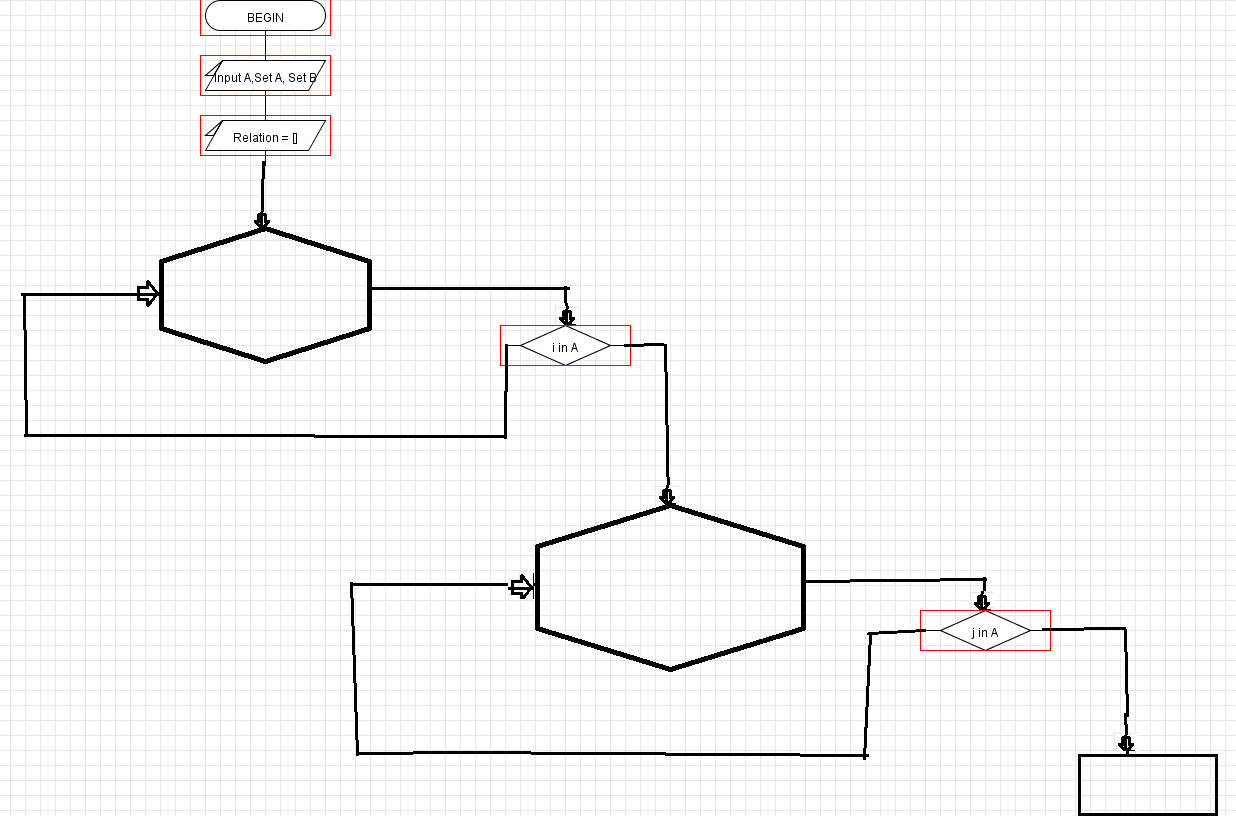 BEGIN
Input A,Set A, Set B
Relation = []
i in A
j in A